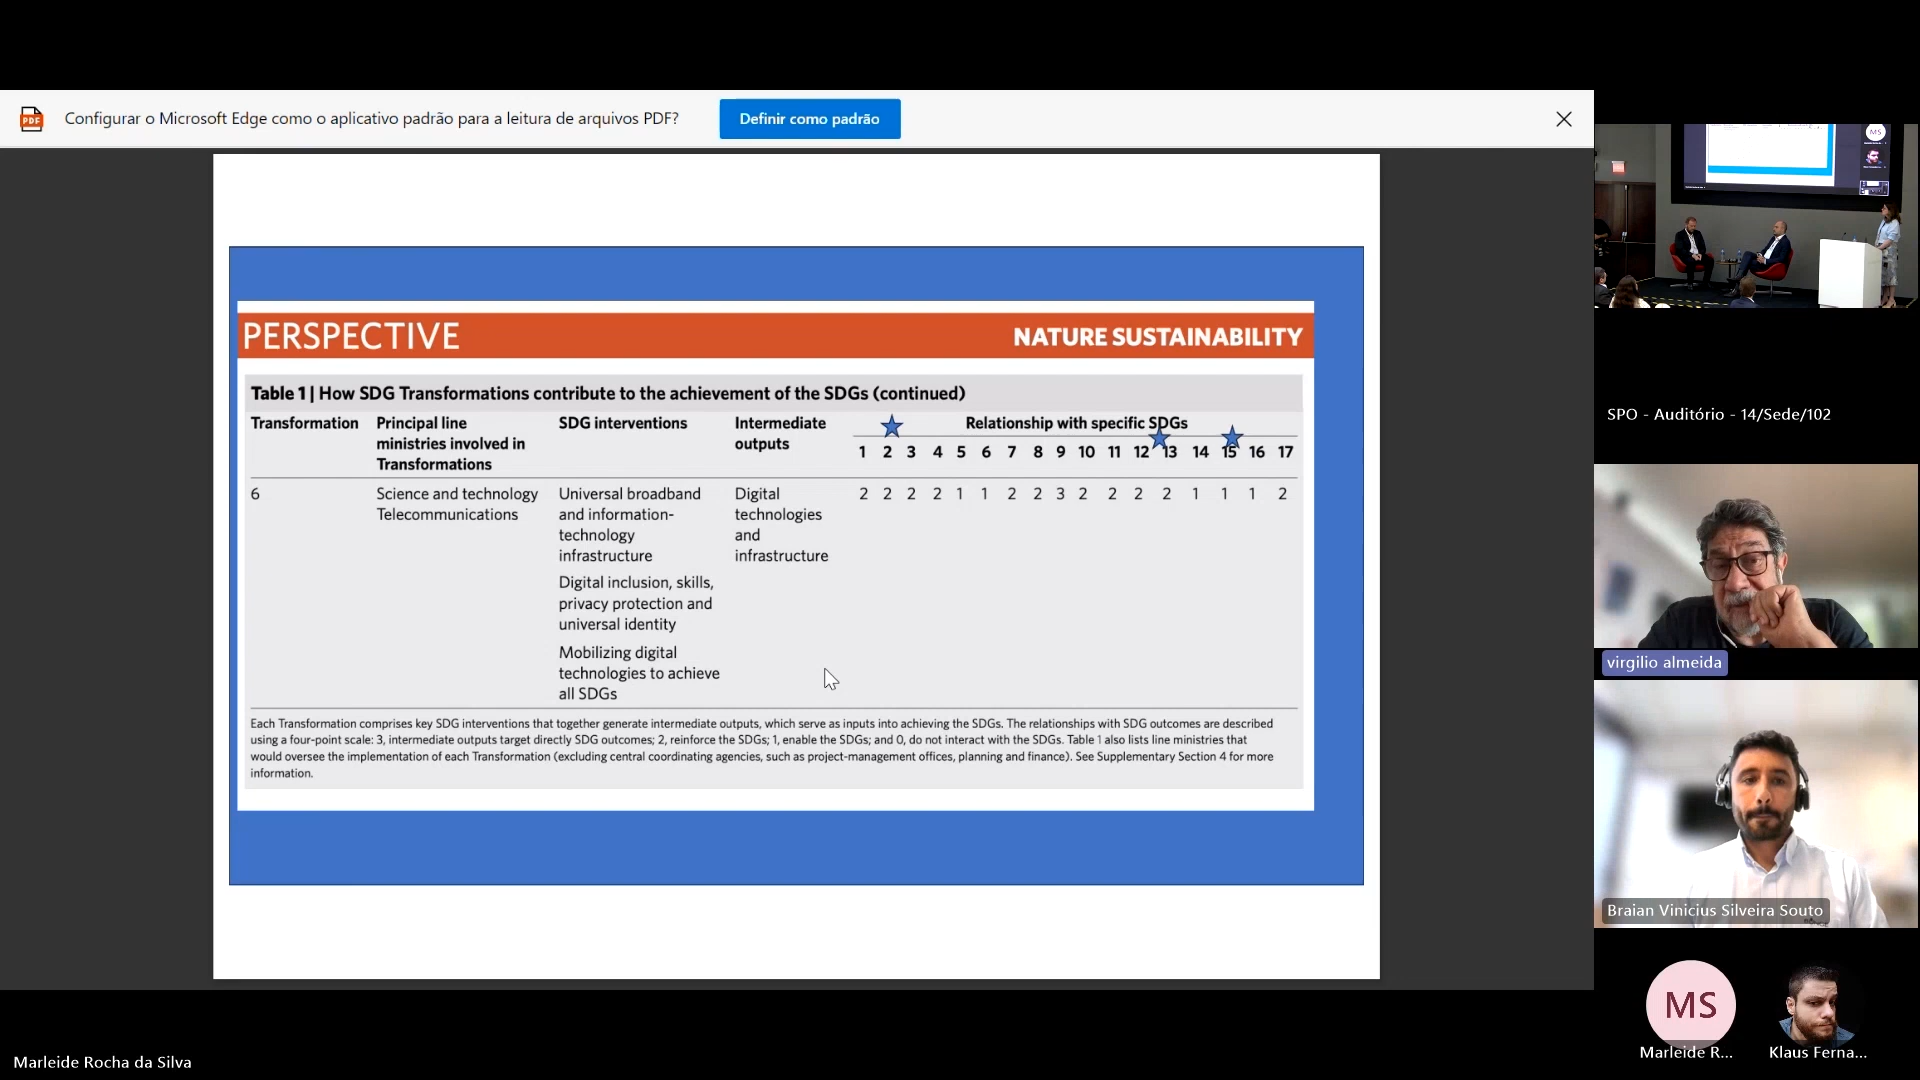 Configurar o Microsoft Edge como o aplicativo padrão para a leitura de arquivos PDF?
Definir como padrão
PDF
PERSPECTIVE
NATURE SUSTAINABILITY
Table 1 | How SDG Transformations contribute to the achievement of the SDGs (continued)
Transformation
Principal line
ministries involved in
Transformations
SDG interventions
Intermediate
outputs
Relationship with specific SDGs
1 2 3 4 5 6 7 8 9 10 11 12 13 14 15 16 17
6
Science and technology
Telecommunications
Universal broadband
and information-
technology
infrastructure
Digital inclusion, skills,
privacy protection and
universal identity
Mobilizing digital
technologies to achieve
all SDGs
Digital
technologies
and
infrastructure
2 2 2 2 1 1 2 2 3 2 2 2 2 1 1 1 2
Each Transformation comprises key SDG interventions that together generate intermediate outputs, which serve as inputs into achieving the SDGs. The relationships with SDG outcomes are described
using a four-point scale: 3, intermediate outputs target directly SDG outcomes; 2, reinforce the SDGs; 1, enable the SDGs; and 0, do not interact with the SDGs. Table 1 also lists line ministries that
would oversee the implementation of each Transformation (excluding central coordinating agencies, such as project-management offices, planning and finance). See Supplementary Section 4 for more
information.
MS
SPO - Auditório - 14/Sede/102
virgilio almeida
Braian Vinicius Silveira Souto
MS
Marleide R...
Klaus Ferna...
Marleide Rocha da Silva